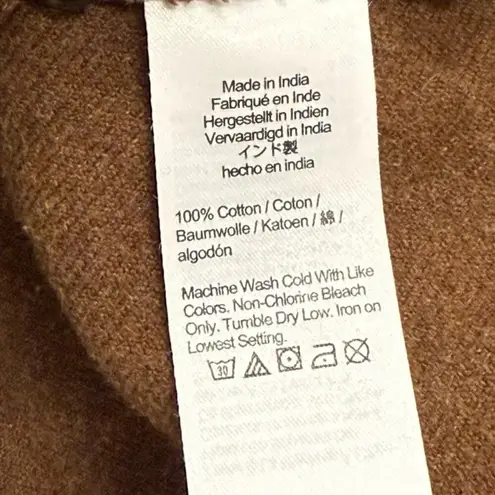 Made in India
Fabriqué en Inde
Hergestellt in Indien
Vervaardigd in India
インド製
hecho en india
100% Cotton / Coton /
Baumwolle / Katoen / 綿 /
algodón
Machine Wash Cold With Like
Colors. Non-Chlorine Bleach
Only. Tumble Dry Low. Iron on
Lowest Setting.
30